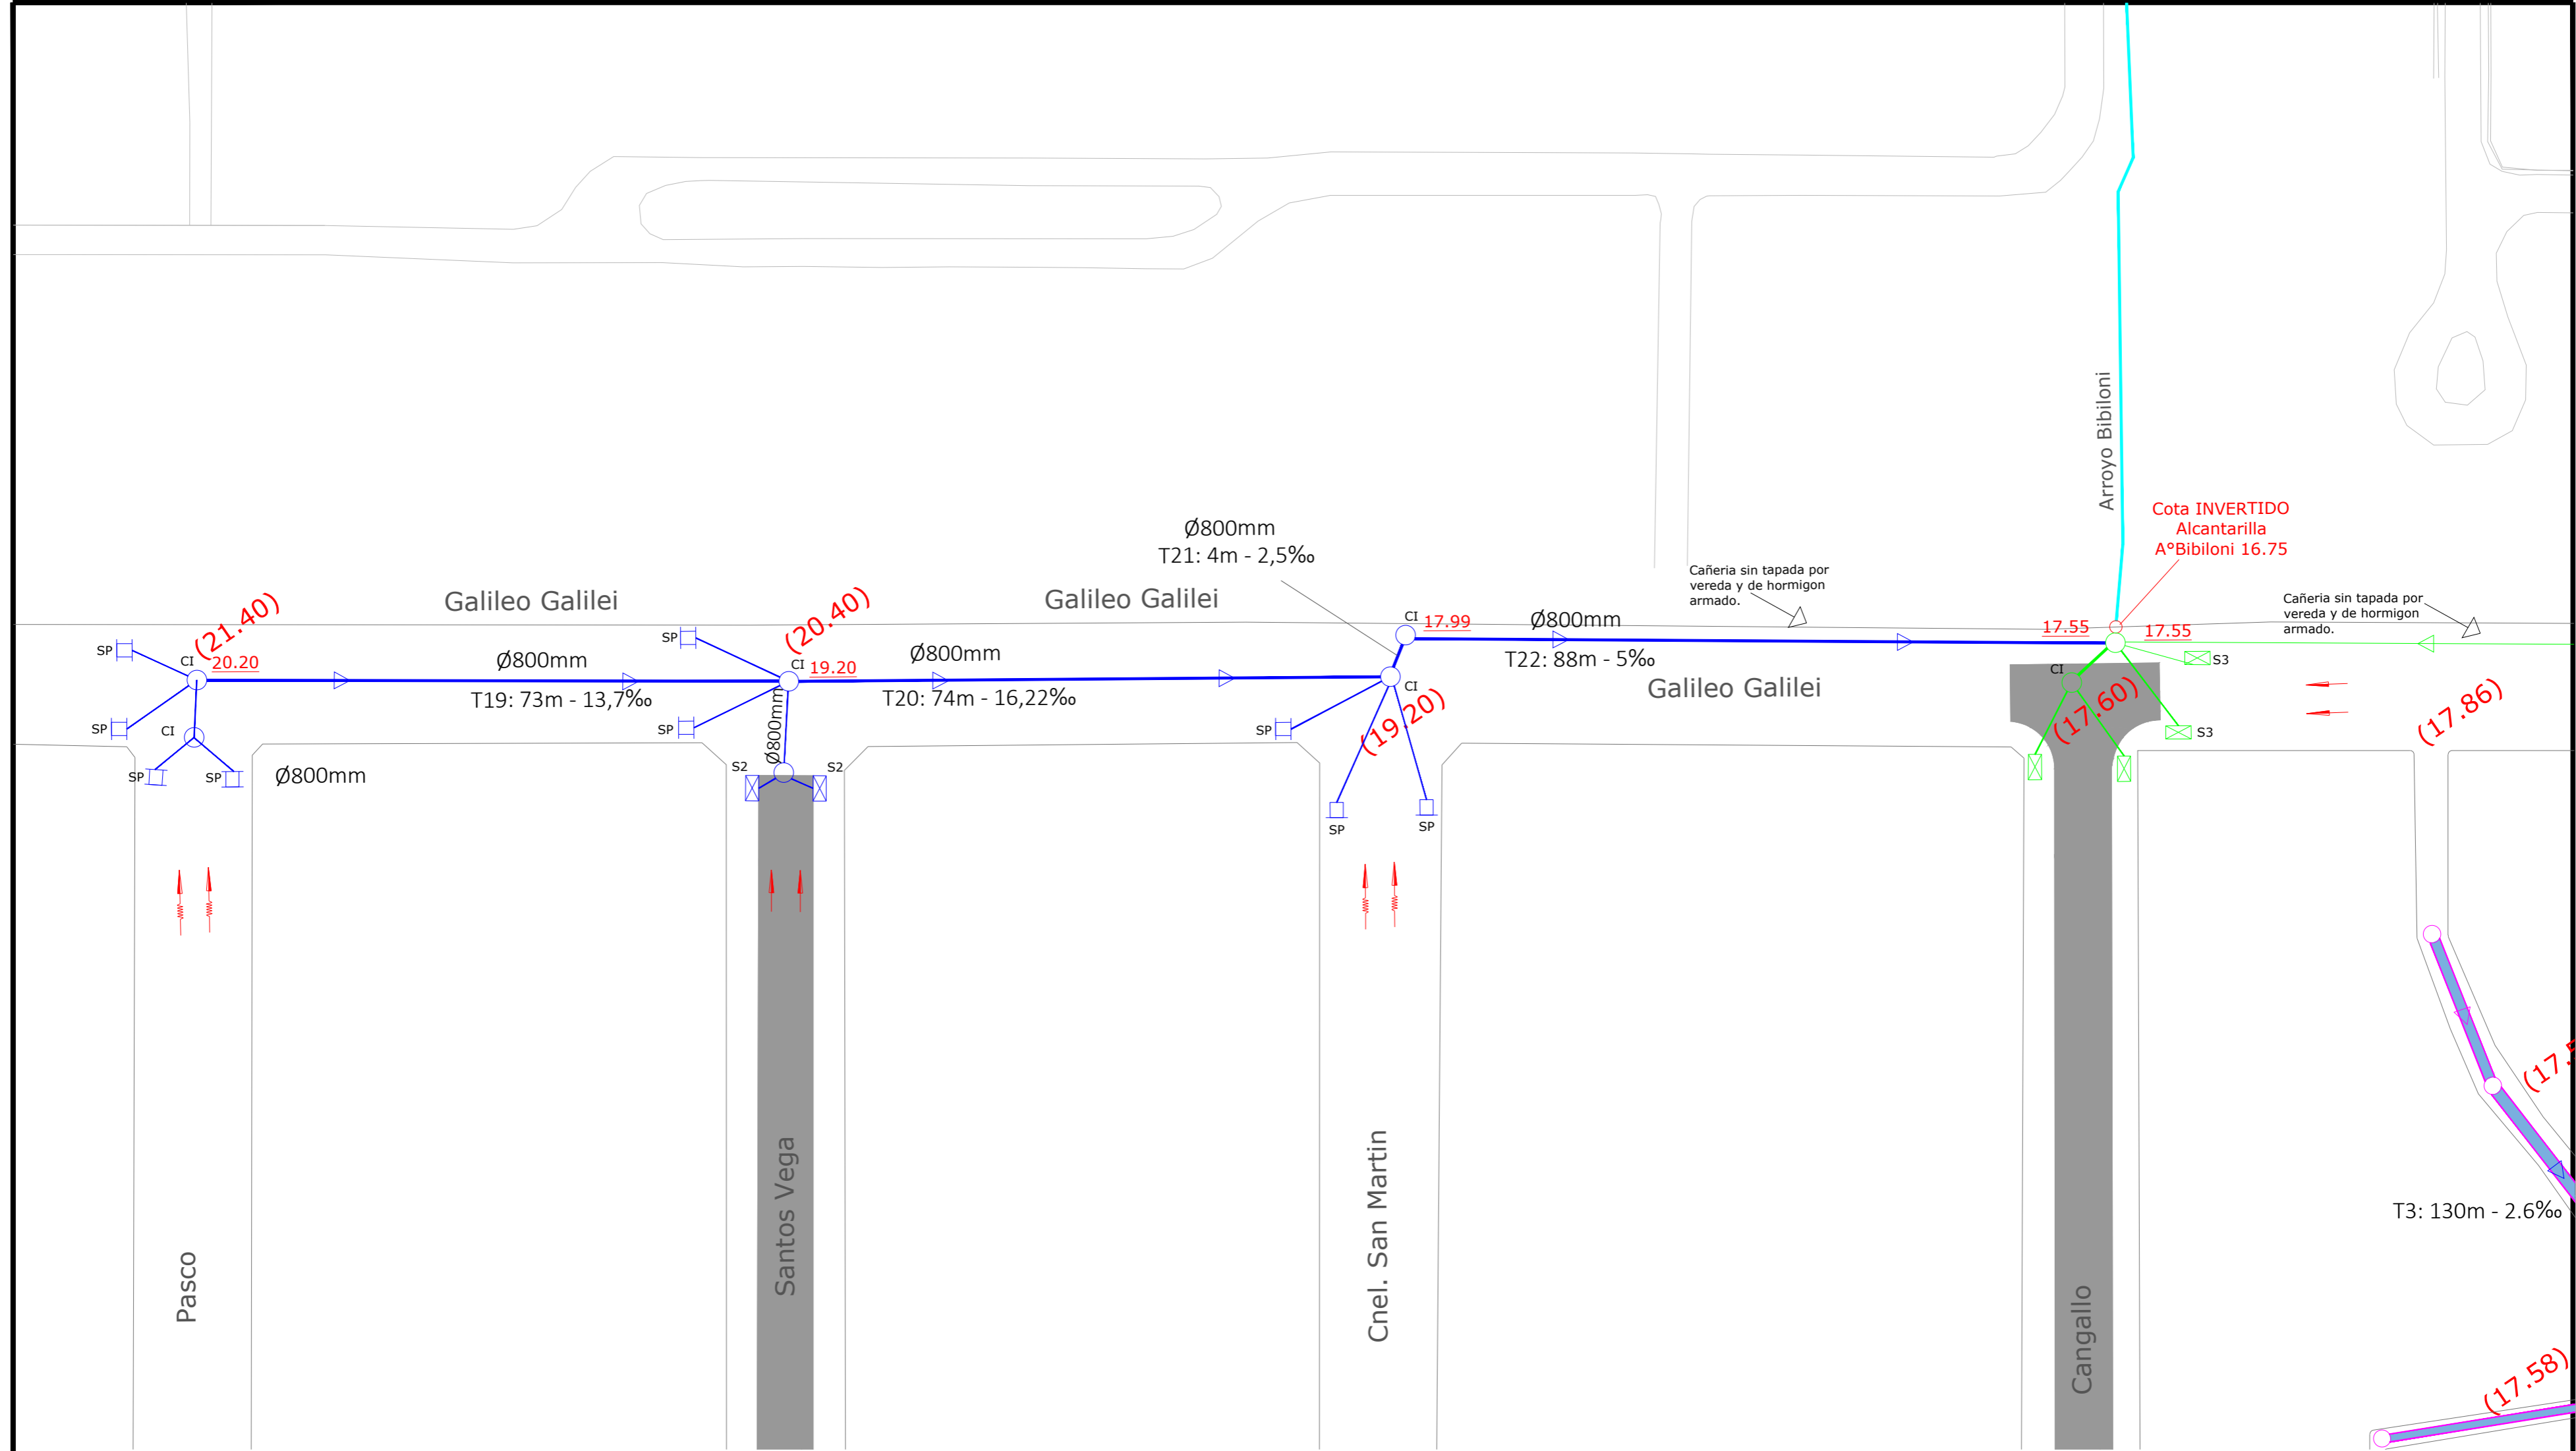 Arroyo Bibiloni
Cota INVERTIDO
Alcantarilla
A°Bibiloni 16.75
Ø800mm
T21: 4m - 2,5‰
Cañeria sin tapada por
vereda y de hormigon
armado.
Cañeria sin tapada por
vereda y de hormigon
armado.
(21.40)
Galileo Galilei
(20.40)
Galileo Galilei
CI
17.99
Ø800mm
17.55
17.55
SP
CI
20.20
Ø800mm
T19: 73m - 13,7‰
SP
CI
19.20
Ø800mm
T20: 74m - 16,22‰
CI
(19.20)
T22: 88m - 5‰
Galileo Galilei
CI
(17.60)
S3
S3
(17.86)
SP
CI
SP
SP
Ø800mm
SP
Ø800mm
S2
S2
SP
SP
SP
Pasco
Santos Vega
Cnel. San Martin
Cangallo
(17.5
T3: 130m - 2.6‰
(17.58)